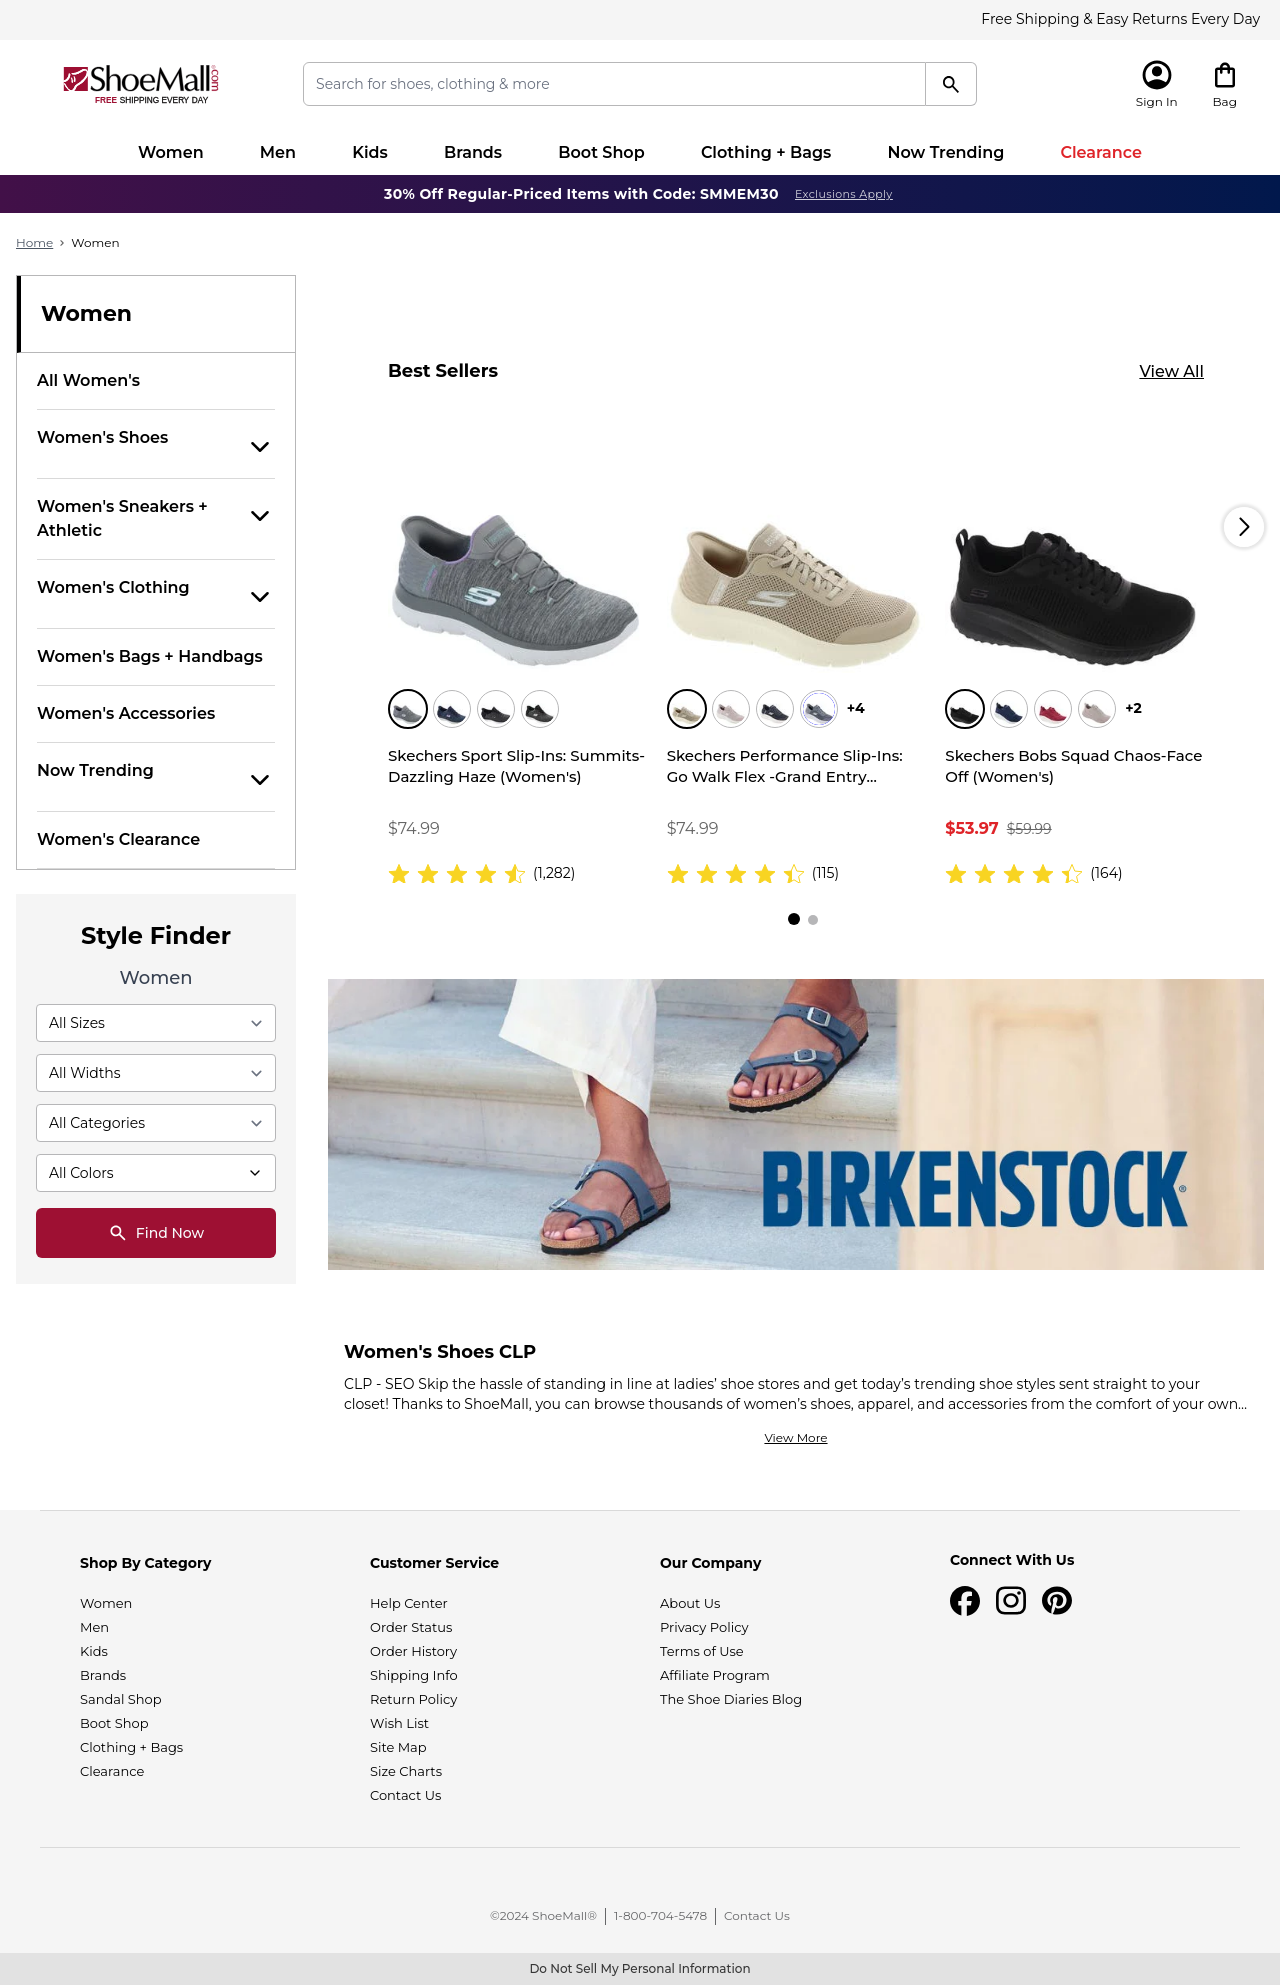 Free Shipping & Easy Returns Every Day
ShoeMall.com
FREE SHIPPING EVERY DAY
Search for shoes, clothing & more
Sign In
Bag
Women Men Kids Brands Boot Shop Clothing + Bags Now Trending Clearance
30% Off Regular-Priced Items with Code: SMMEM30 Exclusions Apply
Home › Women
Women
All Women's
Women's Shoes
Women's Sneakers +
Athletic
Women's Clothing
Women's Bags + Handbags
Women's Accessories
Now Trending
Women's Clearance
Style Finder
Women
All Sizes
All Widths
All Categories
All Colors
Find Now
Best Sellers
View All
Skechers Sport Slip-Ins: Summits-
Dazzling Haze (Women's)
$74.99
(1,282)
+4
Skechers Performance Slip-Ins:
Go Walk Flex -Grand Entry...
$74.99
(115)
+2
Skechers Bobs Squad Chaos-Face
Off (Women's)
$53.97 $59.99
(164)
BIRKENSTOCK®
Women's Shoes CLP
CLP - SEO Skip the hassle of standing in line at ladies’ shoe stores and get today’s trending shoe styles sent straight to your
closet! Thanks to ShoeMall, you can browse thousands of women’s shoes, apparel, and accessories from the comfort of your own...
View More
Shop By Category
Women
Men
Kids
Brands
Sandal Shop
Boot Shop
Clothing + Bags
Clearance
Customer Service
Help Center
Order Status
Order History
Shipping Info
Return Policy
Wish List
Site Map
Size Charts
Contact Us
Our Company
About Us
Privacy Policy
Terms of Use
Affiliate Program
The Shoe Diaries Blog
Connect With Us
©2024 ShoeMall® | 1-800-704-5478 | Contact Us
Do Not Sell My Personal Information